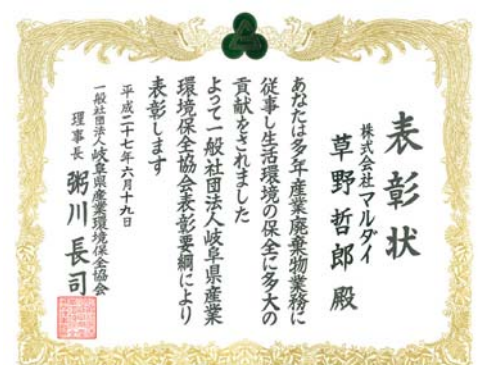 表彰状
株式会社マルダイ
草野哲郎 殿
あなたは多年産業廃棄物業務に
従事し生活環境の保全に多大の
貢献をされました
よって一般社団法人岐阜県産業
環境保全協会表彰要綱により
表彰します
平成二十七年六月十九日
一般社団法人岐阜県産業環境保全協会
理事長 粥川長司